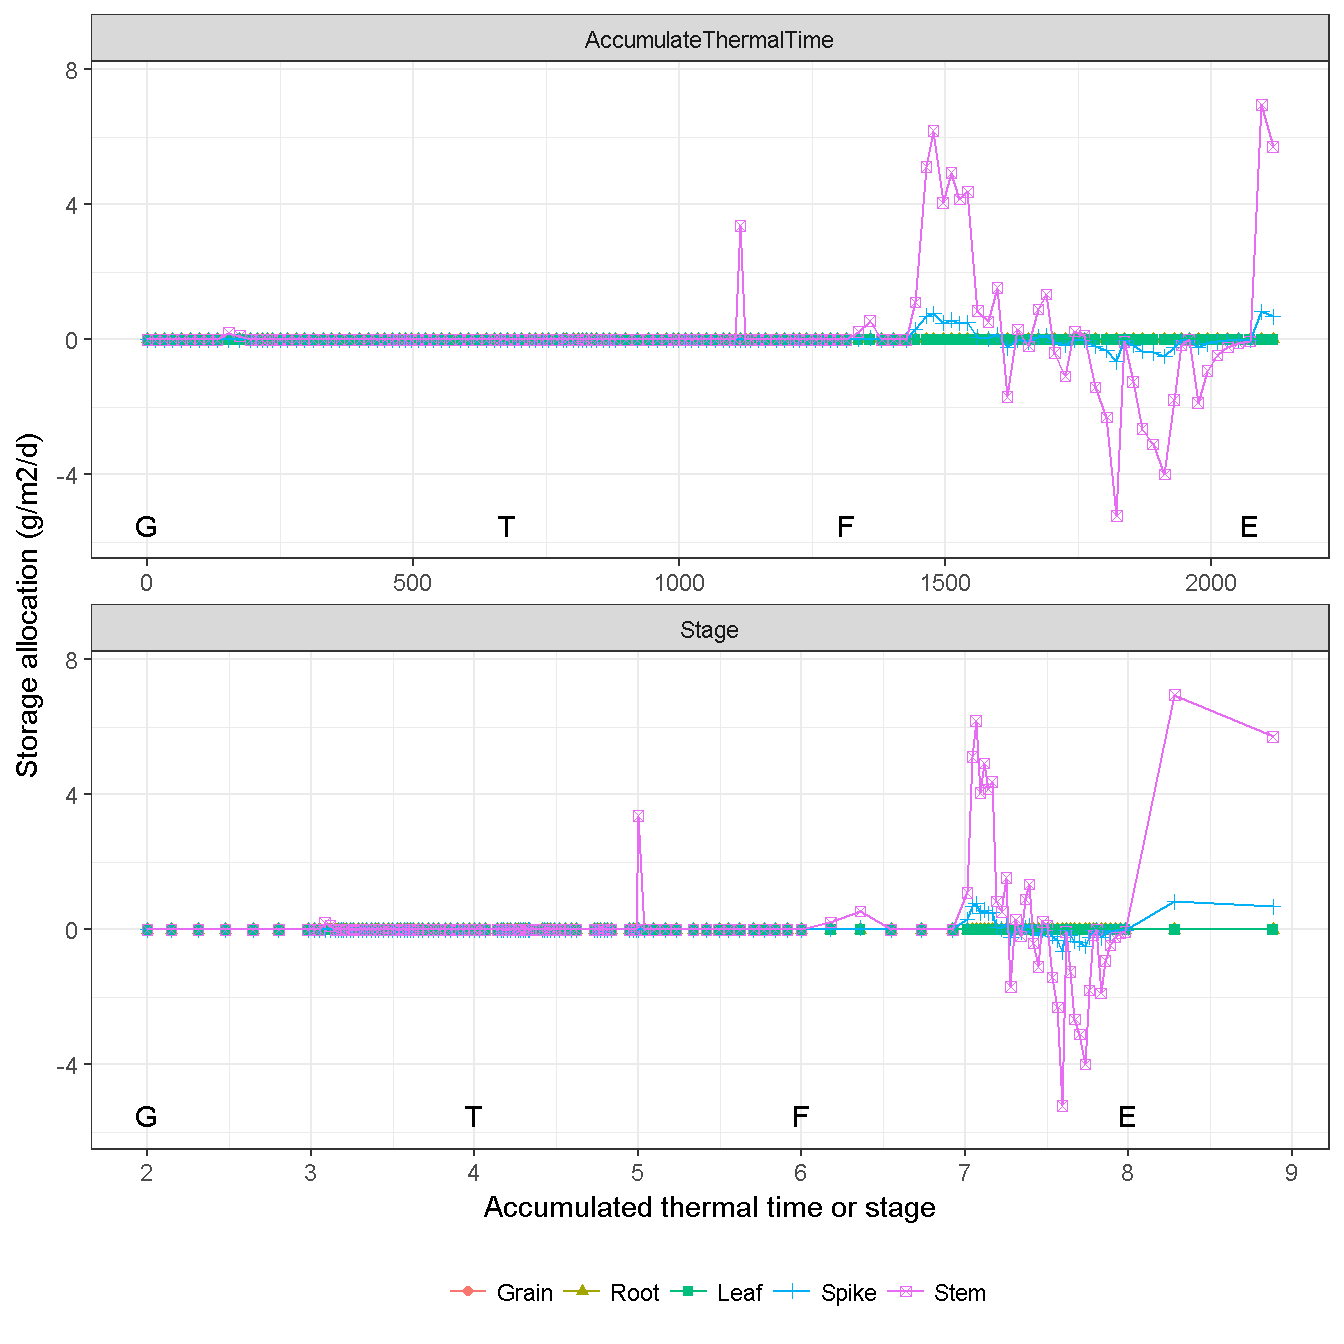 AccumulateThermalTime
8
4
0
-4
G T F E
0 500 1000 1500 2000
Storage allocation (g/m2/d)
Stage
8
4
0
-4
G T F E
2 3 4 5 6 7 8 9
Accumulated thermal time or stage
Grain Root Leaf Spike Stem